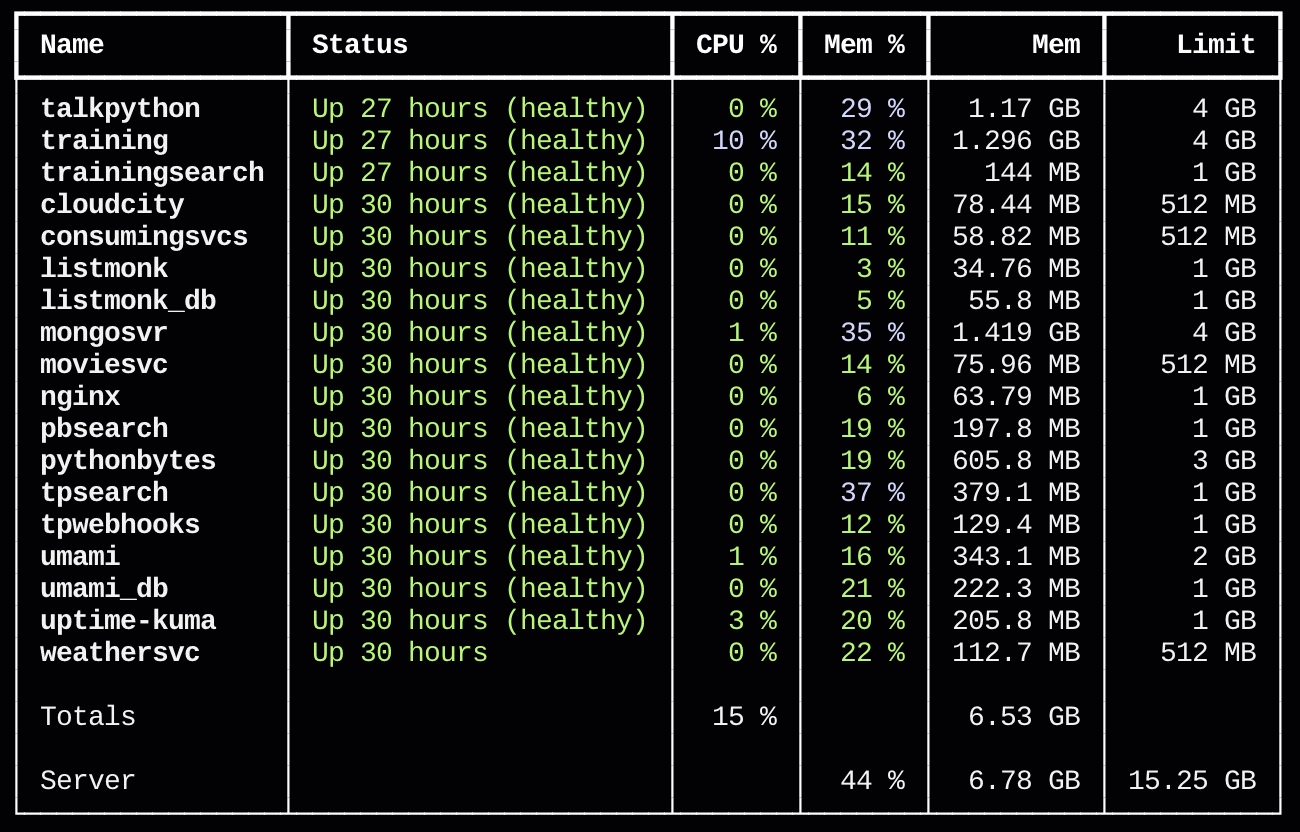 Name Status CPU % Mem % Mem Limit
talkpython Up 27 hours (healthy) 0 % 29 % 1.17 GB 4 GB
training Up 27 hours (healthy) 10 % 32 % 1.296 GB 4 GB
trainingsearch Up 27 hours (healthy) 0 % 14 % 144 MB 1 GB
cloudcity Up 30 hours (healthy) 0 % 15 % 78.44 MB 512 MB
consumingsvcs Up 30 hours (healthy) 0 % 11 % 58.82 MB 512 MB
listmonk Up 30 hours (healthy) 0 % 3 % 34.76 MB 1 GB
listmonk_db Up 30 hours (healthy) 0 % 5 % 55.8 MB 1 GB
mongosvr Up 30 hours (healthy) 1 % 35 % 1.419 GB 4 GB
moviesvc Up 30 hours (healthy) 0 % 14 % 75.96 MB 512 MB
nginx Up 30 hours (healthy) 0 % 6 % 63.79 MB 1 GB
pbsearch Up 30 hours (healthy) 0 % 19 % 197.8 MB 1 GB
pythonbytes Up 30 hours (healthy) 0 % 19 % 605.8 MB 3 GB
tpsearch Up 30 hours (healthy) 0 % 37 % 379.1 MB 1 GB
tpwebhooks Up 30 hours (healthy) 0 % 12 % 129.4 MB 1 GB
umami Up 30 hours (healthy) 1 % 16 % 343.1 MB 2 GB
umami_db Up 30 hours (healthy) 0 % 21 % 222.3 MB 1 GB
uptime-kuma Up 30 hours (healthy) 3 % 20 % 205.8 MB 1 GB
weathersvc Up 30 hours 0 % 22 % 112.7 MB 512 MB
Totals 15 % 6.53 GB
Server 44 % 6.78 GB 15.25 GB